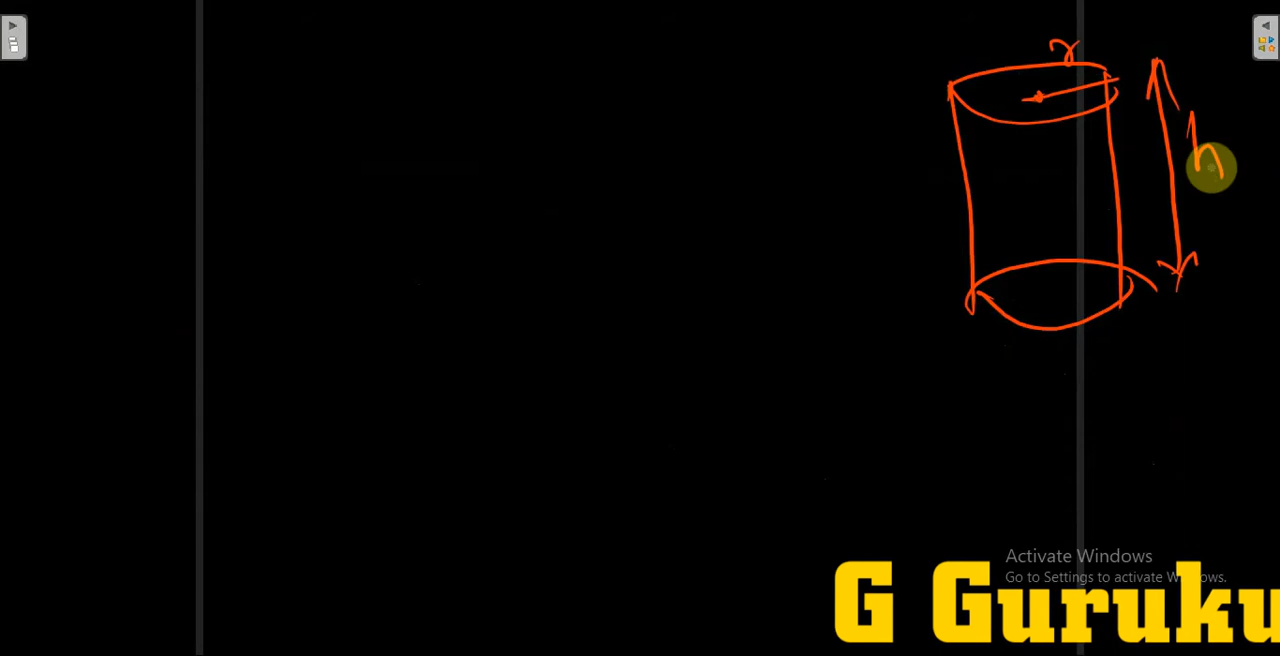 r
h
Activate Windows
Go to Settings to activate Windows.
G Guruku